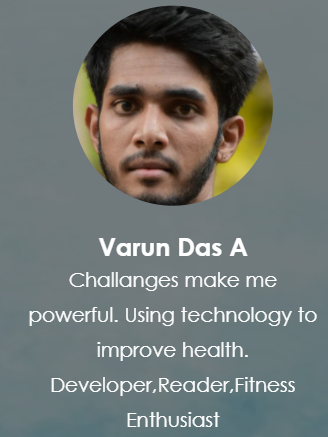 Varun Das A
Challanges make me
powerful. Using technology to
improve health.
Developer,Reader,Fitness
Enthusiast